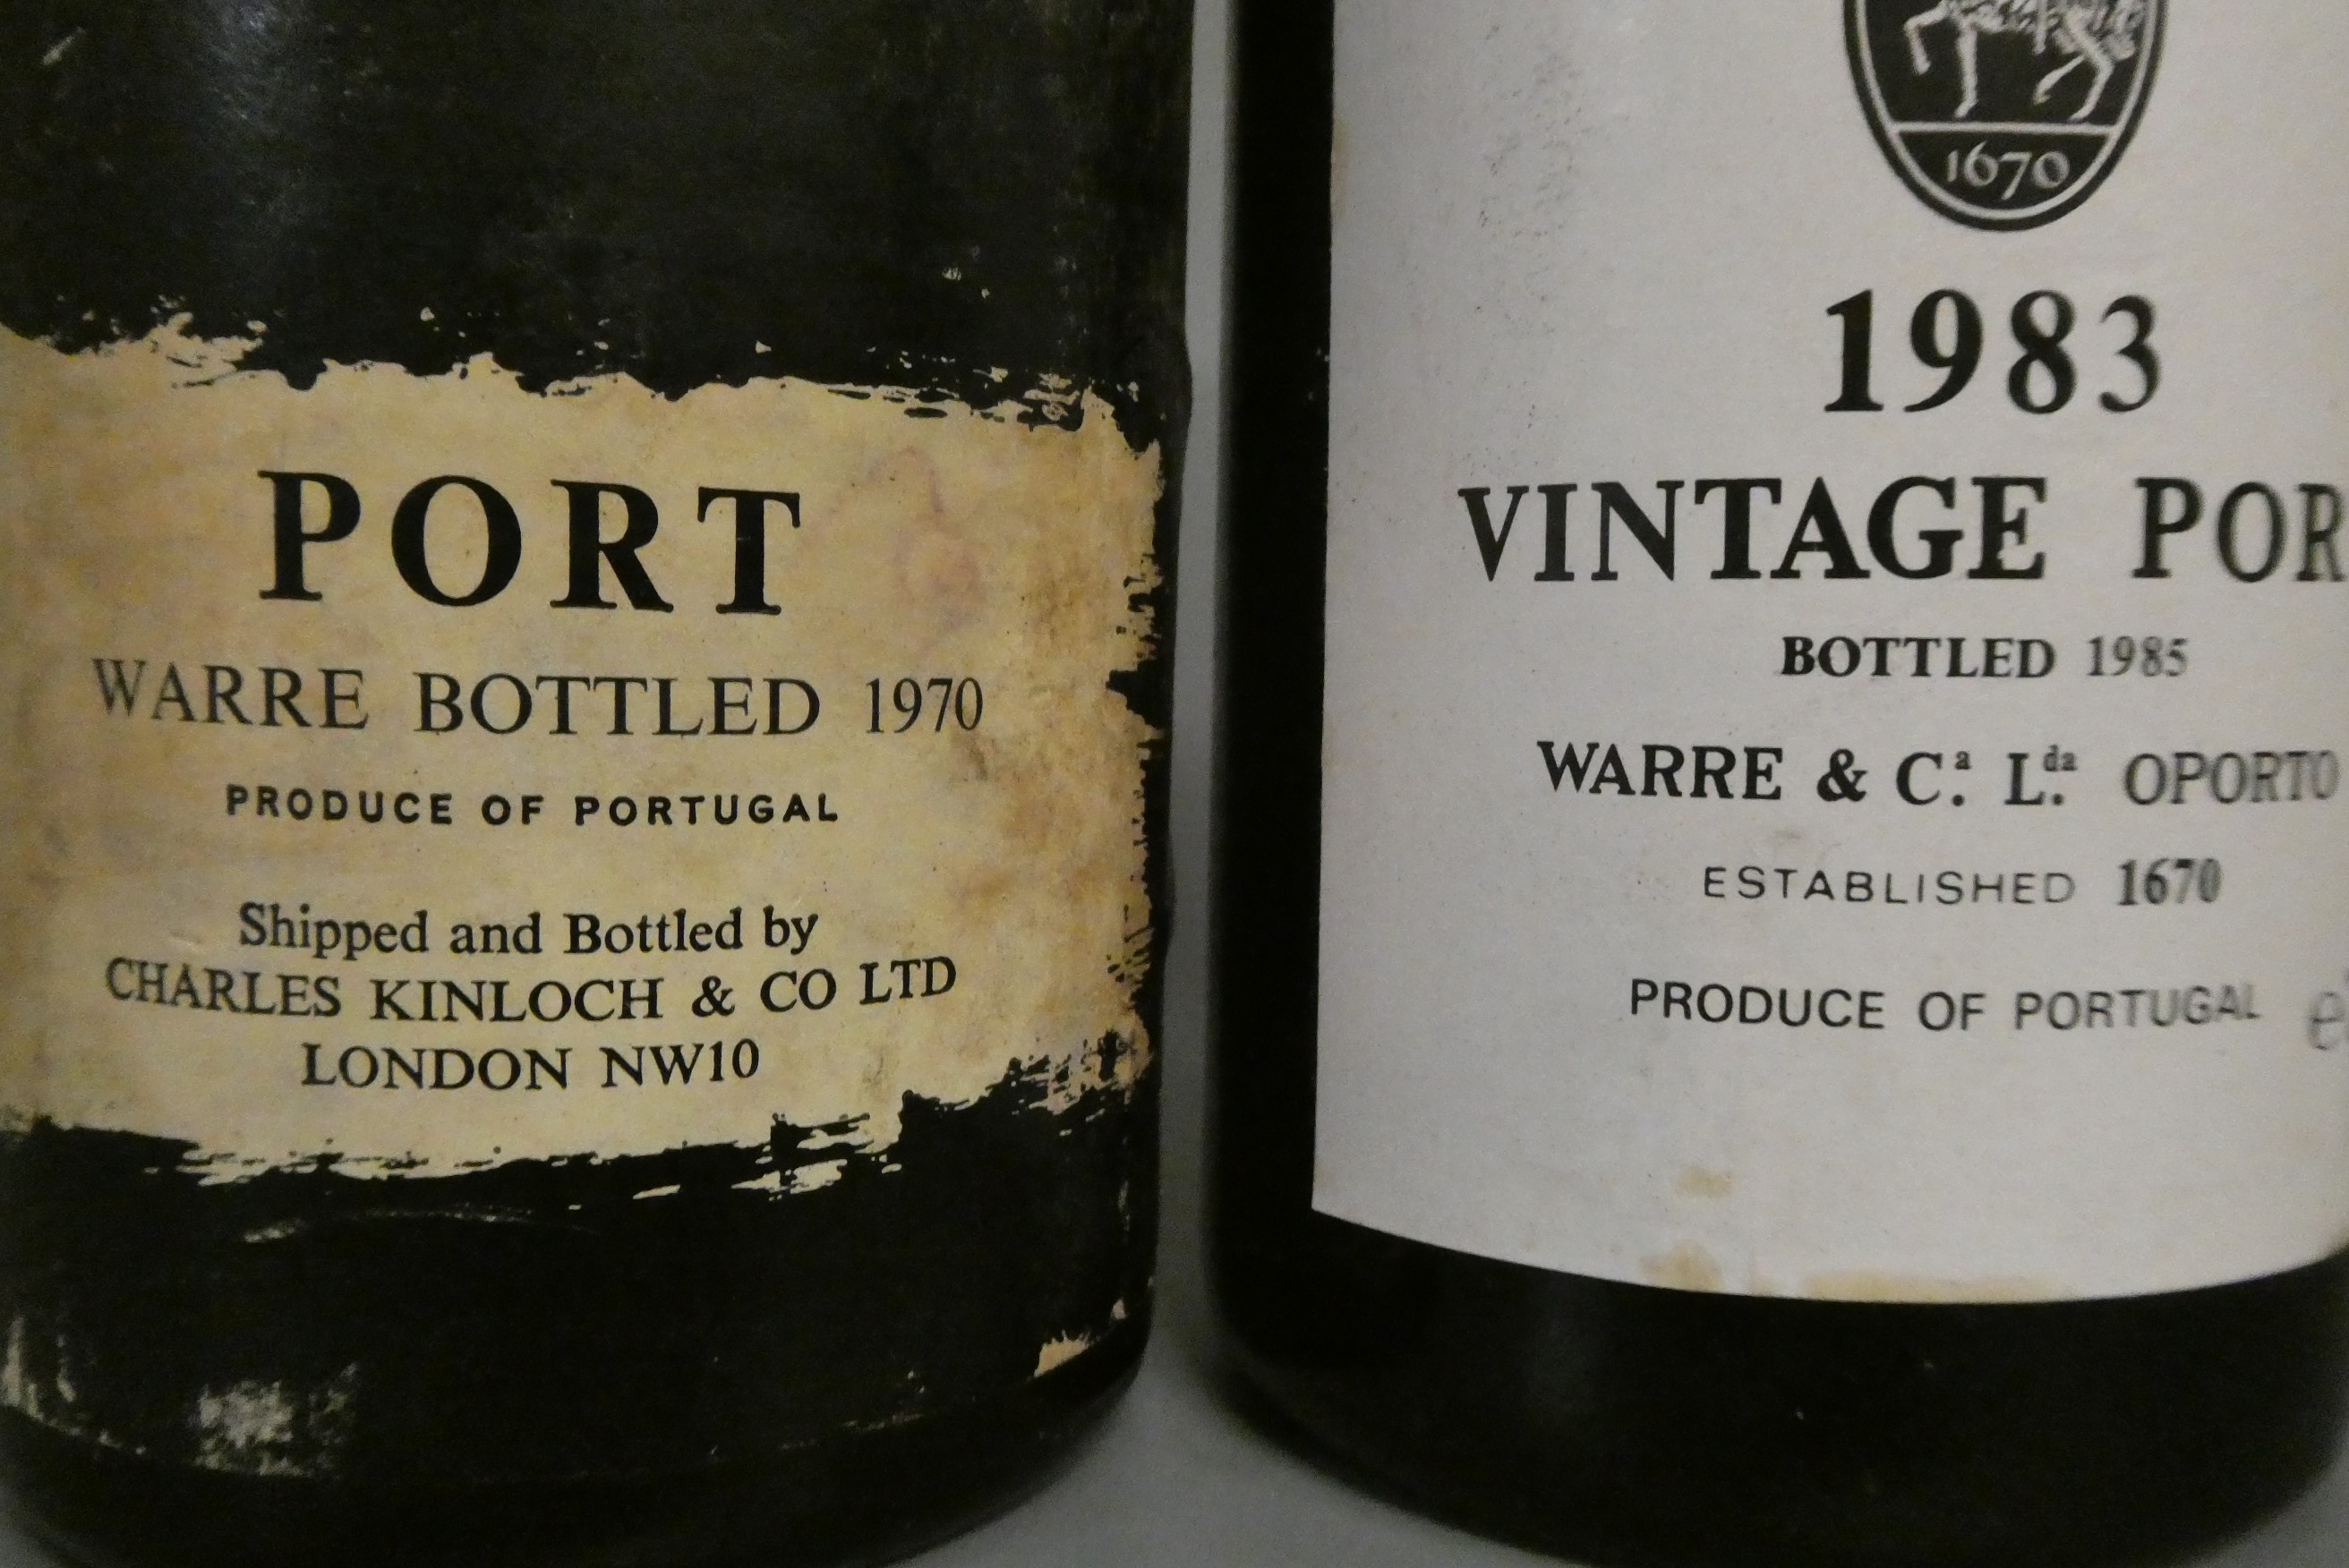 PORT
WARRE BOTTLED 1970
PRODUCE OF PORTUGAL
Shipped and Bottled by
CHARLES KINLOCH & CO LTD
LONDON NW10
1670
1983
VINTAGE POR
BOTTLED 1985
WARRE & Cª. Lᵈᵃ. OPORTO
ESTABLISHED 1670
PRODUCE OF PORTUGAL e